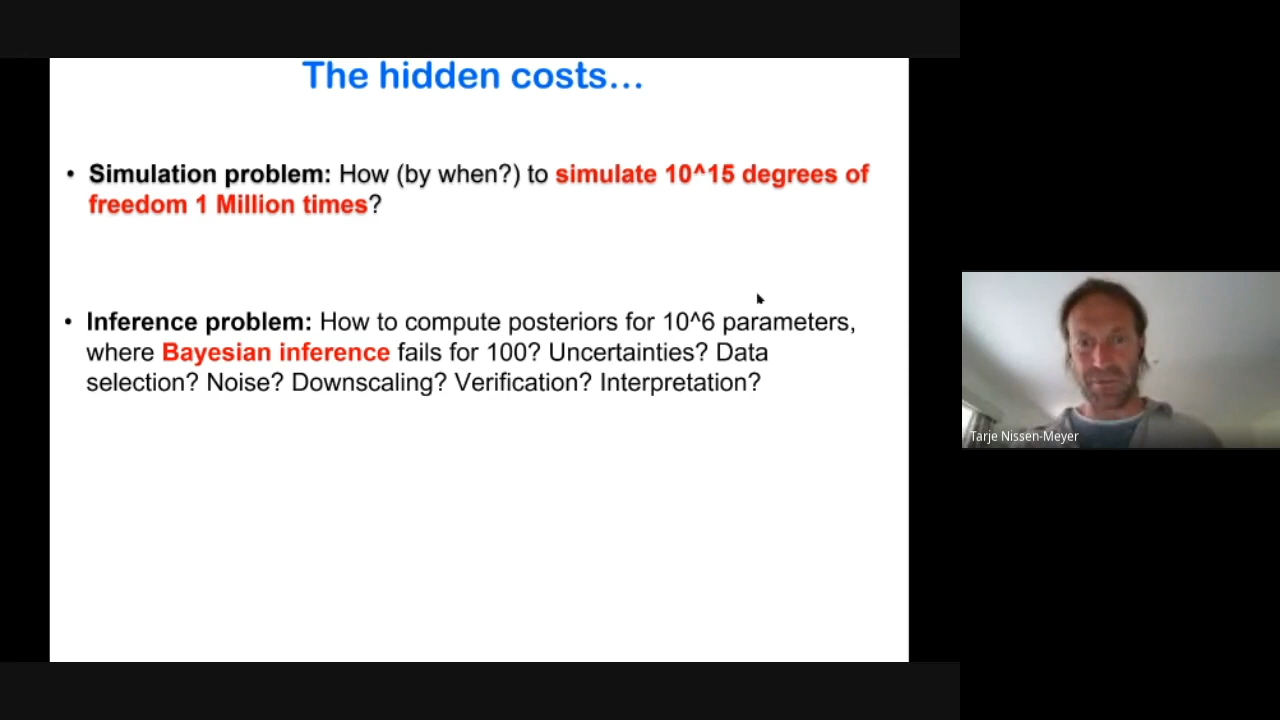 The hidden costs...
• Simulation problem: How (by when?) to simulate 10^15 degrees of
freedom 1 Million times?
• Inference problem: How to compute posteriors for 10^6 parameters,
where Bayesian inference fails for 100? Uncertainties? Data
selection? Noise? Downscaling? Verification? Interpretation?
Tarje Nissen-Meyer